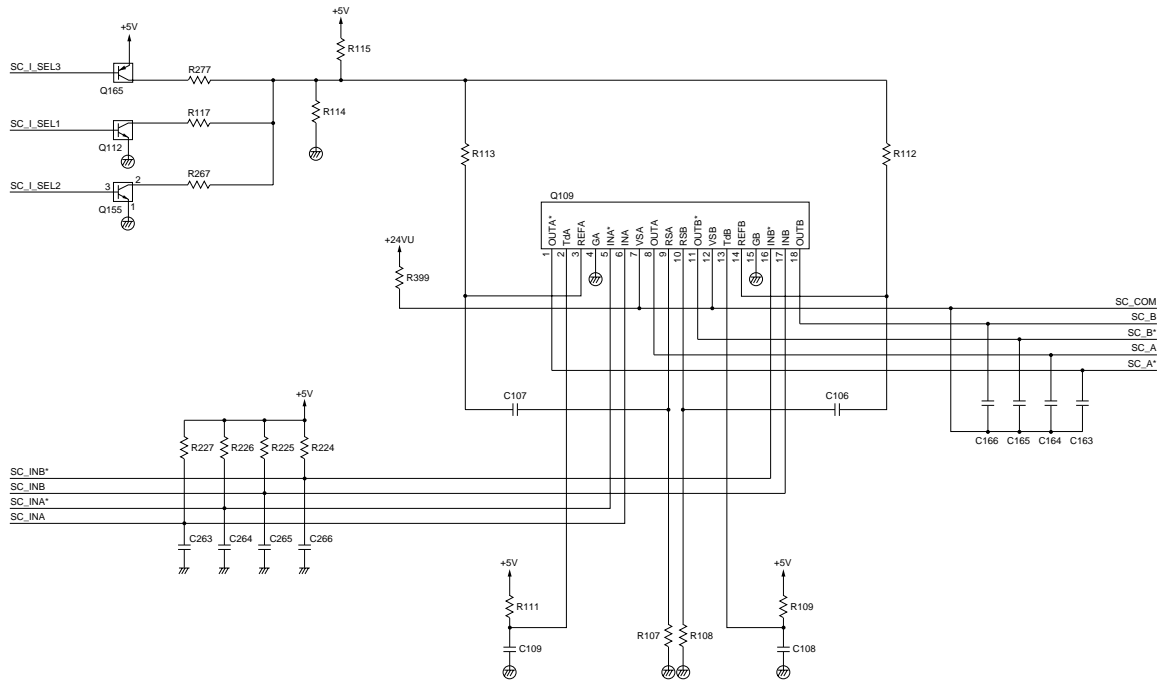 +5V
+5V
R115
SC_I_SEL3
R277
Q165
R114
SC_I_SEL1
R117
Q112
R113
R112
SC_I_SEL2
3
2
R267
Q155
1
Q109
OUTA*
TdA
REFA
GA
INA*
INA
VSA
OUTA
RSA
RSB
OUTB*
VSB
TdB
REFB
GB
INB*
INB
OUTB
1
2
3
4
5
6
7
8
9
10
11
12
13
14
15
16
17
18
+24VU
R399
SC_COM
SC_B
SC_B*
SC_A
SC_A*
C107
C106
+5V
C166
C165
C164
C163
R227
R226
R225
R224
SC_INB*
SC_INB
SC_INA*
SC_INA
C263
C264
C265
C266
+5V
+5V
R111
R109
R107
R108
C109
C108